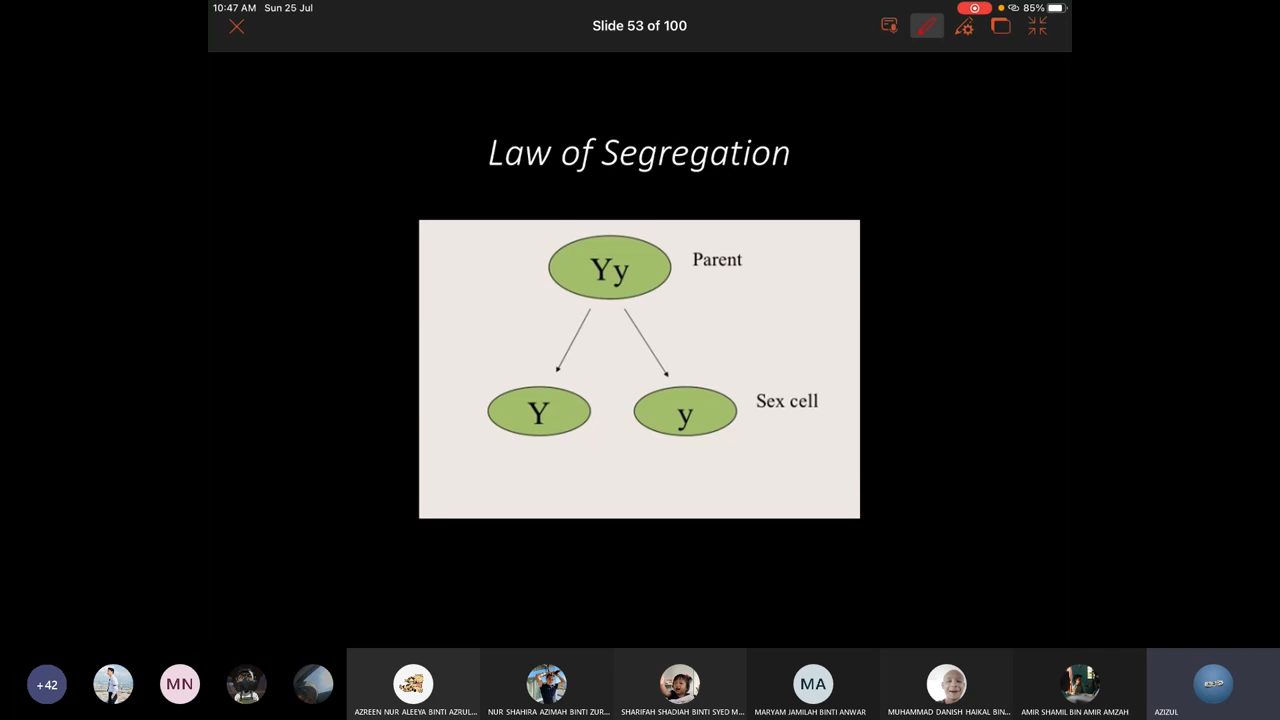 10:47 AM Sun 25 Jul
85%
Slide 53 of 100
Law of Segregation
Yy
Parent
Y
y
Sex cell
+42
MN
MA
AZREEN NUR ALEEYA BINTI AZRUL...
NUR SHAHIRA AZIMAH BINTI ZUR...
SHARIFAH SHADIAH BINTI SYED M...
MARYAM JAMILAH BINTI ANWAR
MUHAMMAD DANISH HAIKAL BIN...
AMIR SHAMIL BIN AMIR AMZAH
AZIZUL